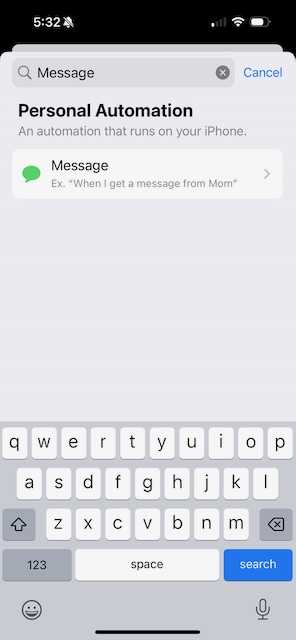 5:32
Message
Cancel
Personal Automation
An automation that runs on your iPhone.
Message
Ex. “When I get a message from Mom”
q w e r t y u i o p
a s d f g h j k l
z x c v b n m
123 space search